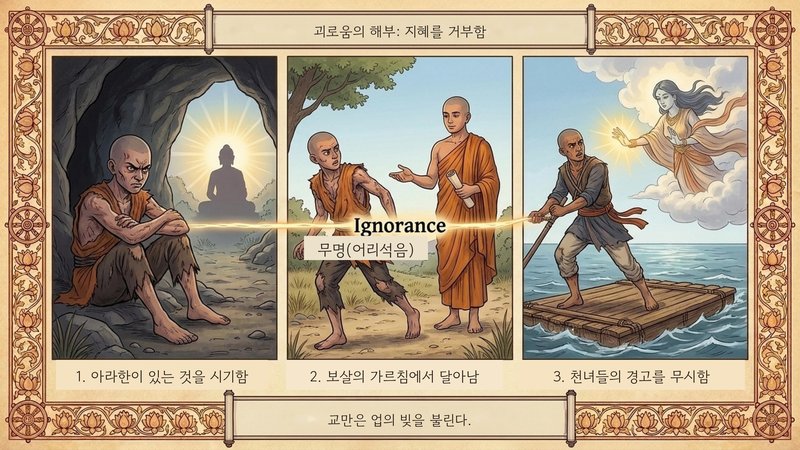 괴로움의 해부: 지혜를 거부함
Ignorance
무명(어리석음)
1. 아라한이 있는 것을 시기함
2. 보살의 가르침에서 달아남
3. 천녀들의 경고를 무시함
교만은 업의 빚을 불린다.